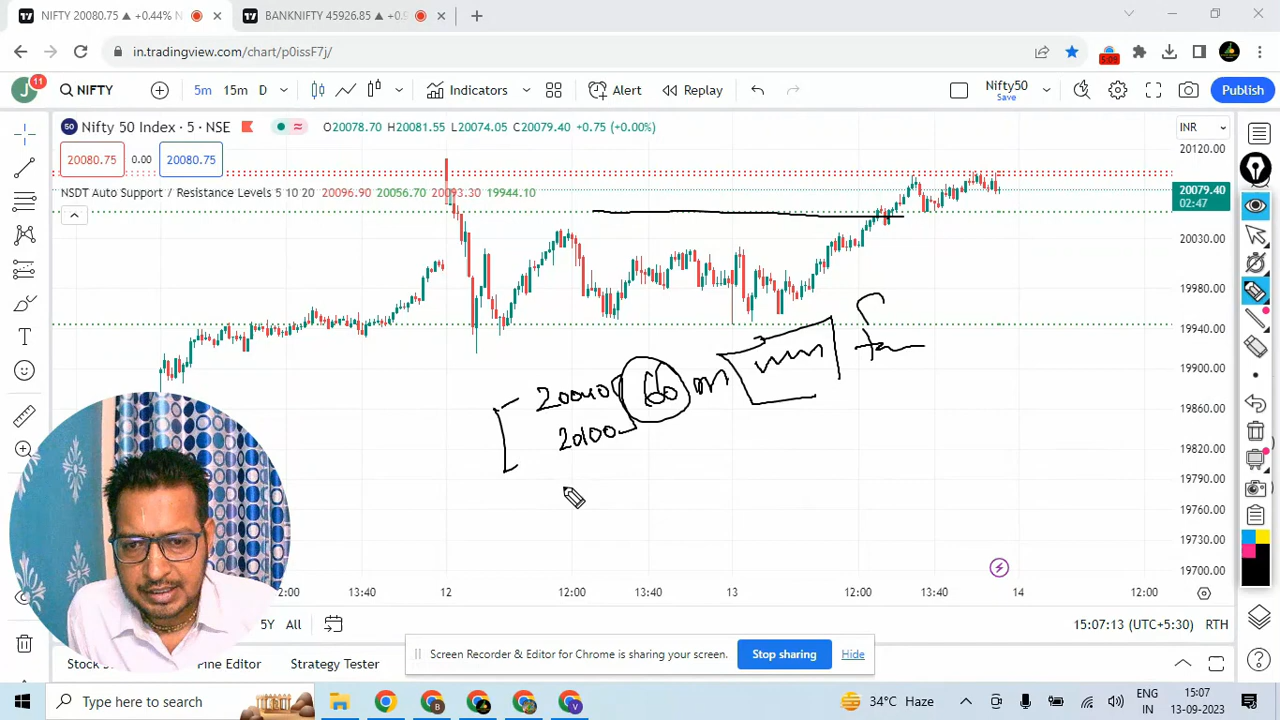 NIFTY 20080.75 ▲ +0.44% N
BANKNIFTY 45926.85 ▲ +0.5
in.tradingview.com/chart/p0issF7j/
5:09
J
11
NIFTY
5m
15m
D
Indicators
Alert
Replay
Nifty50
Save
Publish
50 Nifty 50 Index · 5 · NSE
O20078.70 H20081.55 L20074.05 C20079.40 +0.75 (+0.00%)
INR
20080.75
0.00
20080.75
NSDT Auto Support / Resistance Levels 10 20 20096.90 20056.70 20093.30 19944.10
20120.00
20079.40
02:47
20030.00
19980.00
19940.00
19900.00
19860.00
19820.00
19790.00
19760.00
19730.00
19700.00
20040
60
20100
2:00
13:40
12
12:00
13:40
13
12:00
13:40
14
12:00
5Y
All
15:07:13 (UTC+5:30)
RTH
Screen Recorder & Editor for Chrome is sharing your screen.
Stop sharing
Hide
Stock
Pine Editor
Strategy Tester
Type here to search
B
V
34°C Haze
ENG
IN
15:07
13-09-2023